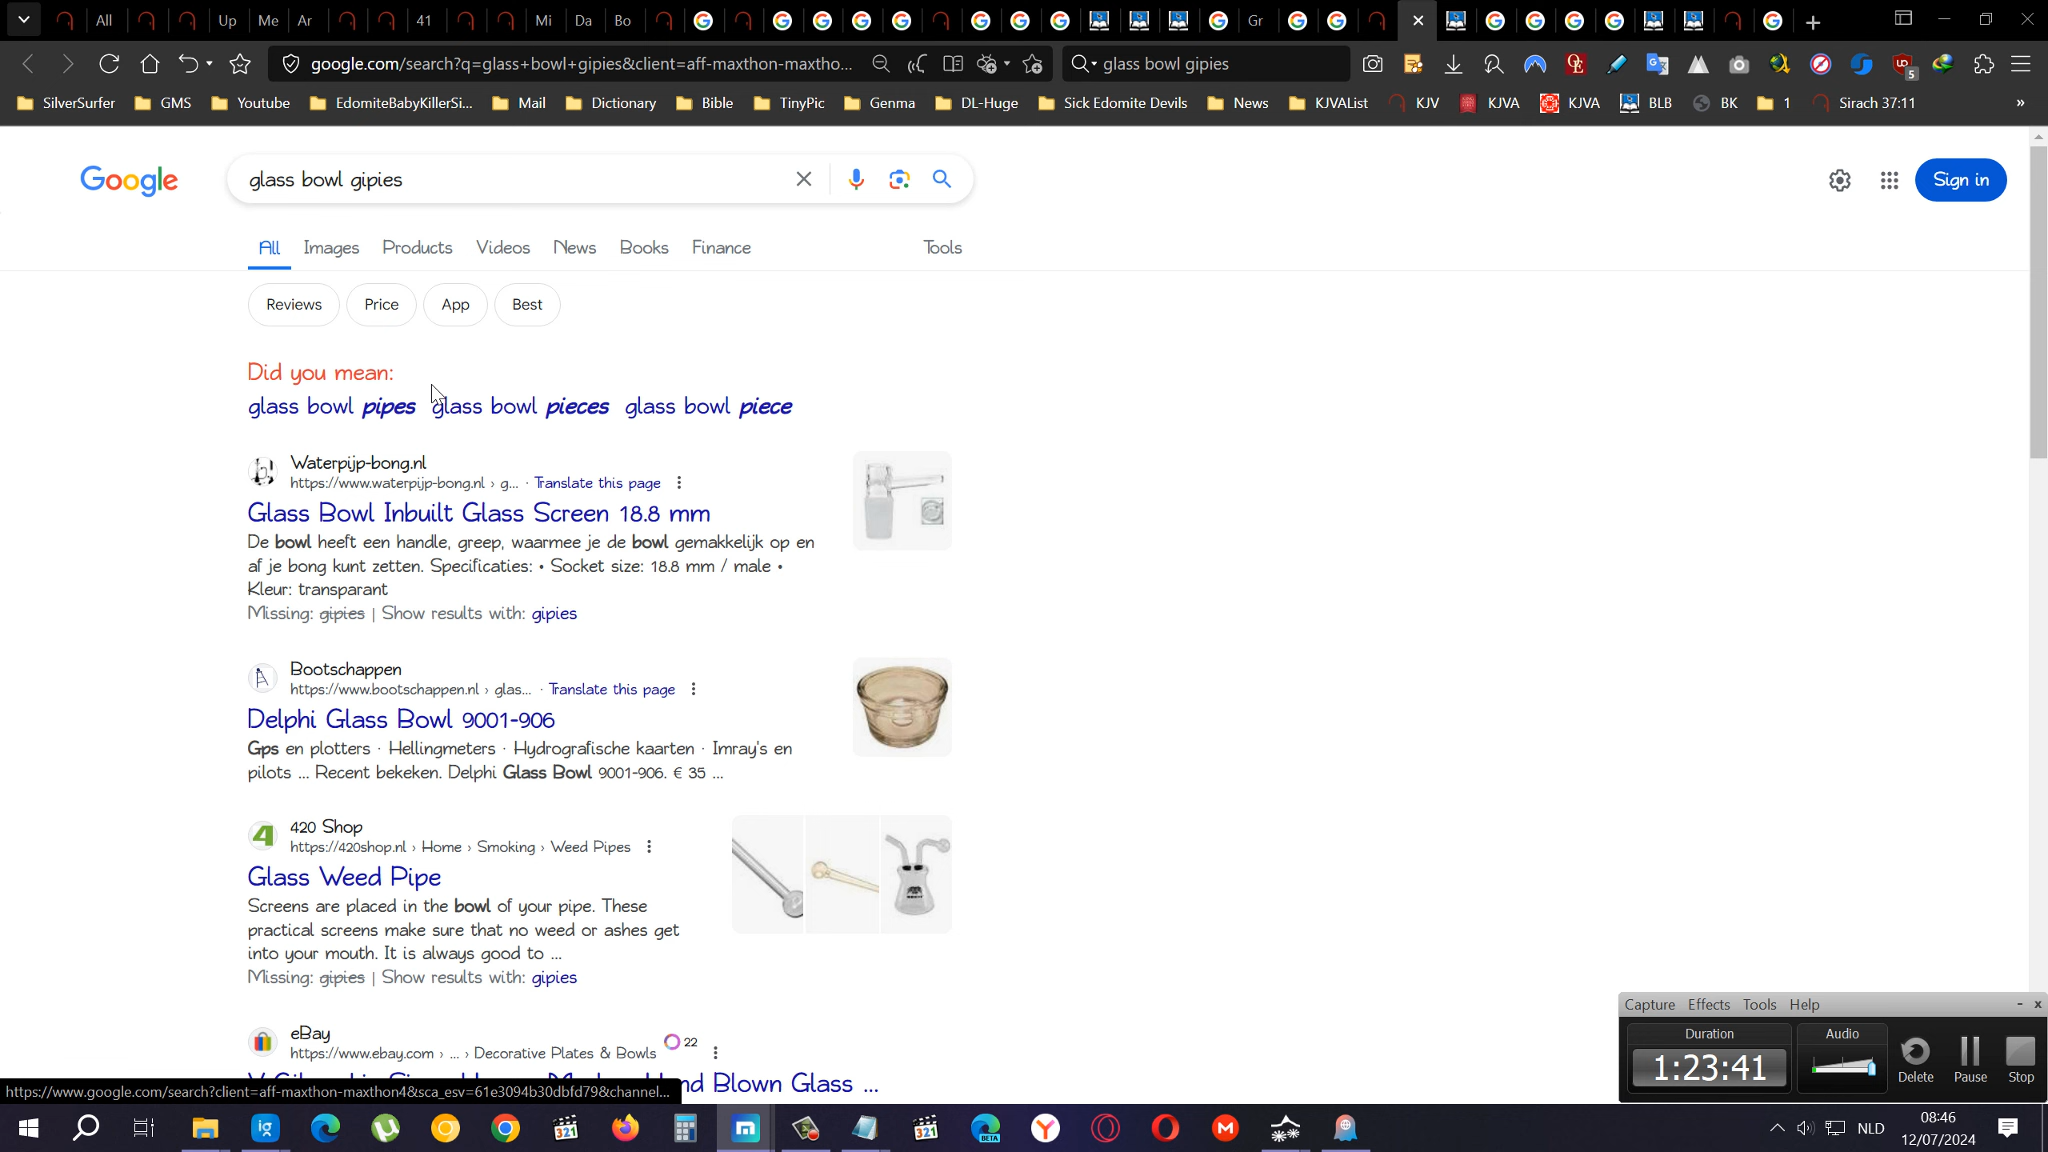 All Up Me Ar 41 Mi Da Bo Gr
google.com/search?q=glass+bowl+gipies&client=aff-maxthon-maxtho... glass bowl gipies 5
SilverSurfer GMS Youtube EdomiteBabyKillerSi... Mail Dictionary Bible TinyPic Genma DL-Huge Sick Edomite Devils News KJVAList KJV KJVA KJVA BLB BK 1 Sirach 37:11 »
Google glass bowl gipies Sign in
All Images Products Videos News Books Finance Tools
Reviews Price App Best
Did you mean:
glass bowl pipes glass bowl pieces glass bowl piece
Waterpijp-bong.nl
https://www.waterpijp-bong.nl › g... · Translate this page
Glass Bowl Inbuilt Glass Screen 18.8 mm
De bowl heeft een handle, greep, waarmee je de bowl gemakkelijk op en
af je bong kunt zetten. Specificaties: • Socket size: 18.8 mm / male •
Kleur: transparant
Missing: gipies | Show results with: gipies
Bootschappen
https://www.bootschappen.nl › glas... · Translate this page
Delphi Glass Bowl 9001-906
Gps en plotters · Hellingmeters · Hydrografische kaarten · Imray's en
pilots ... Recent bekeken. Delphi Glass Bowl 9001-906. € 35 ...
420 Shop
https://420shop.nl › Home › Smoking › Weed Pipes
Glass Weed Pipe
Screens are placed in the bowl of your pipe. These
practical screens make sure that no weed or ashes get
into your mouth. It is always good to ...
Missing: gipies | Show results with: gipies
eBay
https://www.ebay.com › ... › Decorative Plates & Bowls 22
nd Blown Glass ...
https://www.google.com/search?client=aff-maxthon-maxthon4&sca_esv=61e3094b30dbfd79&channel...
Capture Effects Tools Help
Duration Audio
1:23:41 Delete Pause Stop
NLD 08:46
12/07/2024